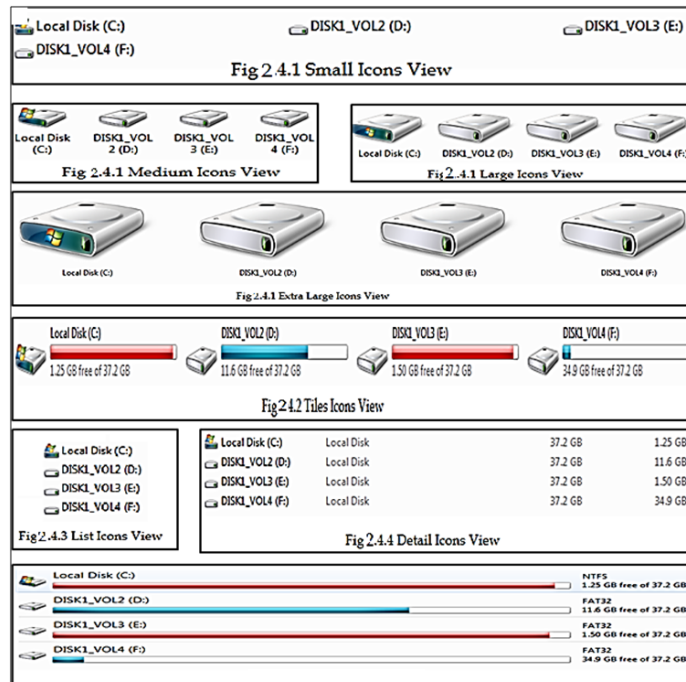 Local Disk (C:) DISK1_VOL2 (D:) DISK1_VOL3 (E:)
DISK1_VOL4 (F:)
Fig 2.4.1 Small Icons View
Local Disk (C:)
DISK1_VOL 2 (D:)
DISK1_VOL 3 (E:)
DISK1_VOL 4 (F:)
Fig 2.4.1 Medium Icons View
Local Disk (C:) DISK1_VOL2 (D:) DISK1_VOL3 (E:) DISK1_VOL4 (F:)
Fig2.4.1 Large Icons View
Local Disk (C:) DISK1_VOL2 (D:) DISK1_VOL3 (E:) DISK1_VOL4 (F:)
Fig 2.4.1 Extra Large Icons View
Local Disk (C:) DISK1_VOL2 (D:) DISK1_VOL3 (E:) DISK1_VOL4 (F:)
1.25 GB free of 37.2 GB 11.6 GB free of 37.2 GB 1.50 GB free of 37.2 GB 34.9 GB free of 37.2 GB
Fig2.4.2 Tiles Icons View
Local Disk (C:)
DISK1_VOL2 (D:)
DISK1_VOL3 (E:)
DISK1_VOL4 (F:)
Fig2.4.3 List Icons View
Local Disk (C:) Local Disk 37.2 GB 1.25 GB
DISK1_VOL2 (D:) Local Disk 37.2 GB 11.6 GB
DISK1_VOL3 (E:) Local Disk 37.2 GB 1.50 GB
DISK1_VOL4 (F:) Local Disk 37.2 GB 34.9 GB
Fig 2.4.4 Detail Icons View
Local Disk (C:) NTFS
1.25 GB free of 37.2 GB
DISK1_VOL2 (D:) FAT32
11.6 GB free of 37.2 GB
DISK1_VOL3 (E:) FAT32
1.50 GB free of 37.2 GB
DISK1_VOL4 (F:) FAT32
34.9 GB free of 37.2 GB